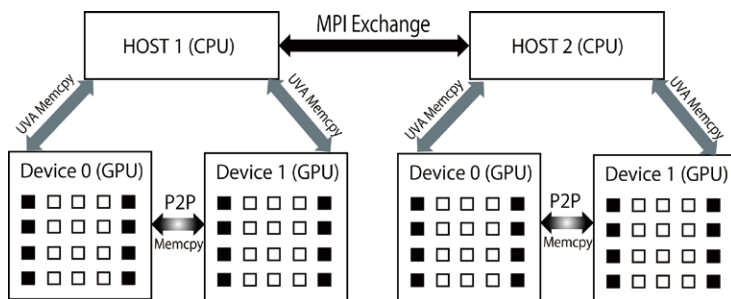 MPI Exchange
HOST 1 (CPU)
HOST 2 (CPU)
UVA Memcpy
UVA Memcpy
UVA Memcpy
UVA Memcpy
Device 0 (GPU)
Device 1 (GPU)
Device 0 (GPU)
Device 1 (GPU)
P2P
Memcpy
P2P
Memcpy